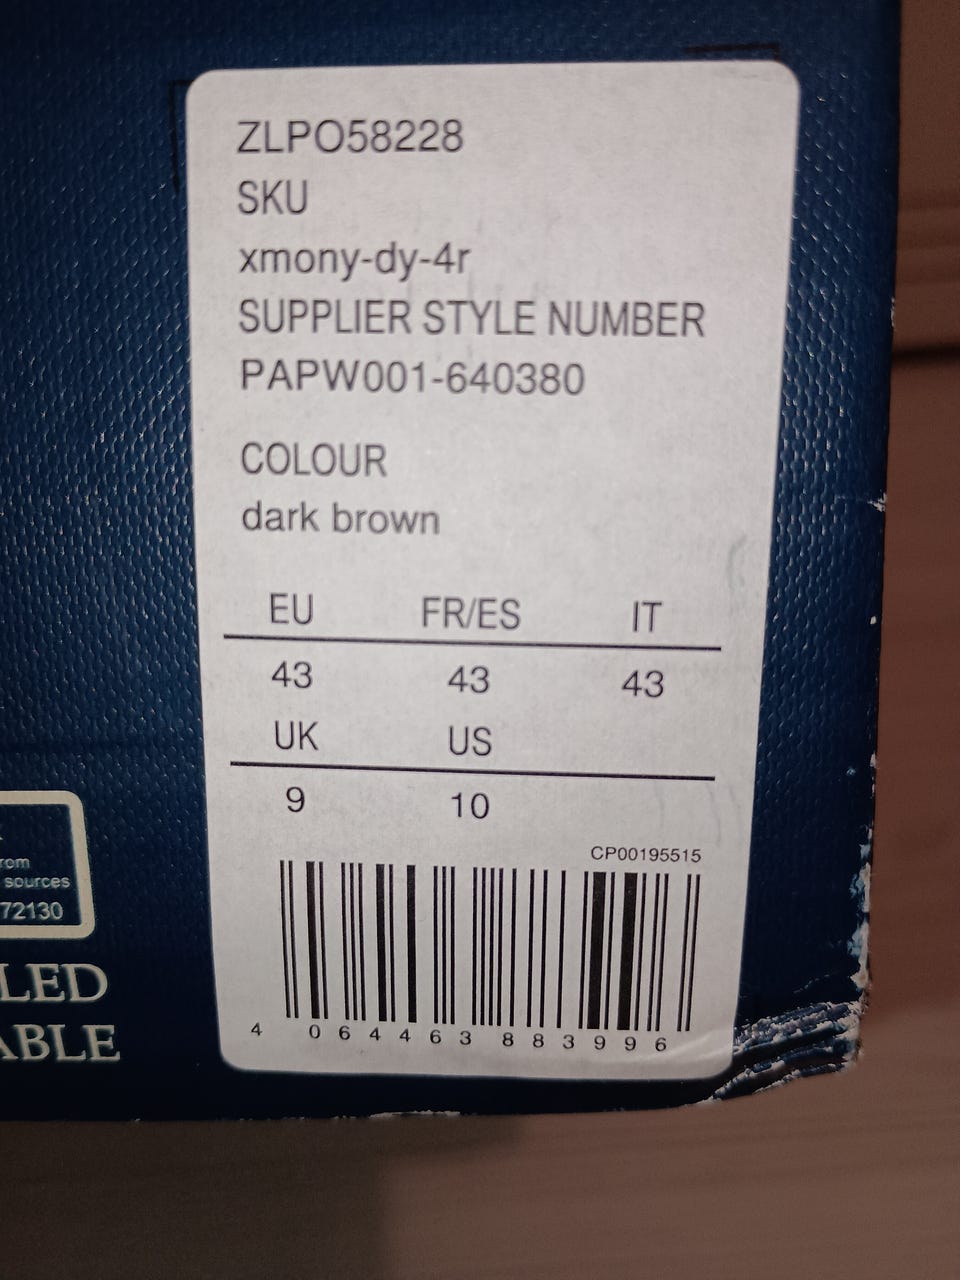 ZLPO58228
SKU
xmony-dy-4r
SUPPLIER STYLE NUMBER
PAPW001-640380
COLOUR
dark brown
EU FR/ES IT
43 43 43
UK US
9 10
CP00195515
4 064463 883996
rom
sources
72130
LED
ABLE